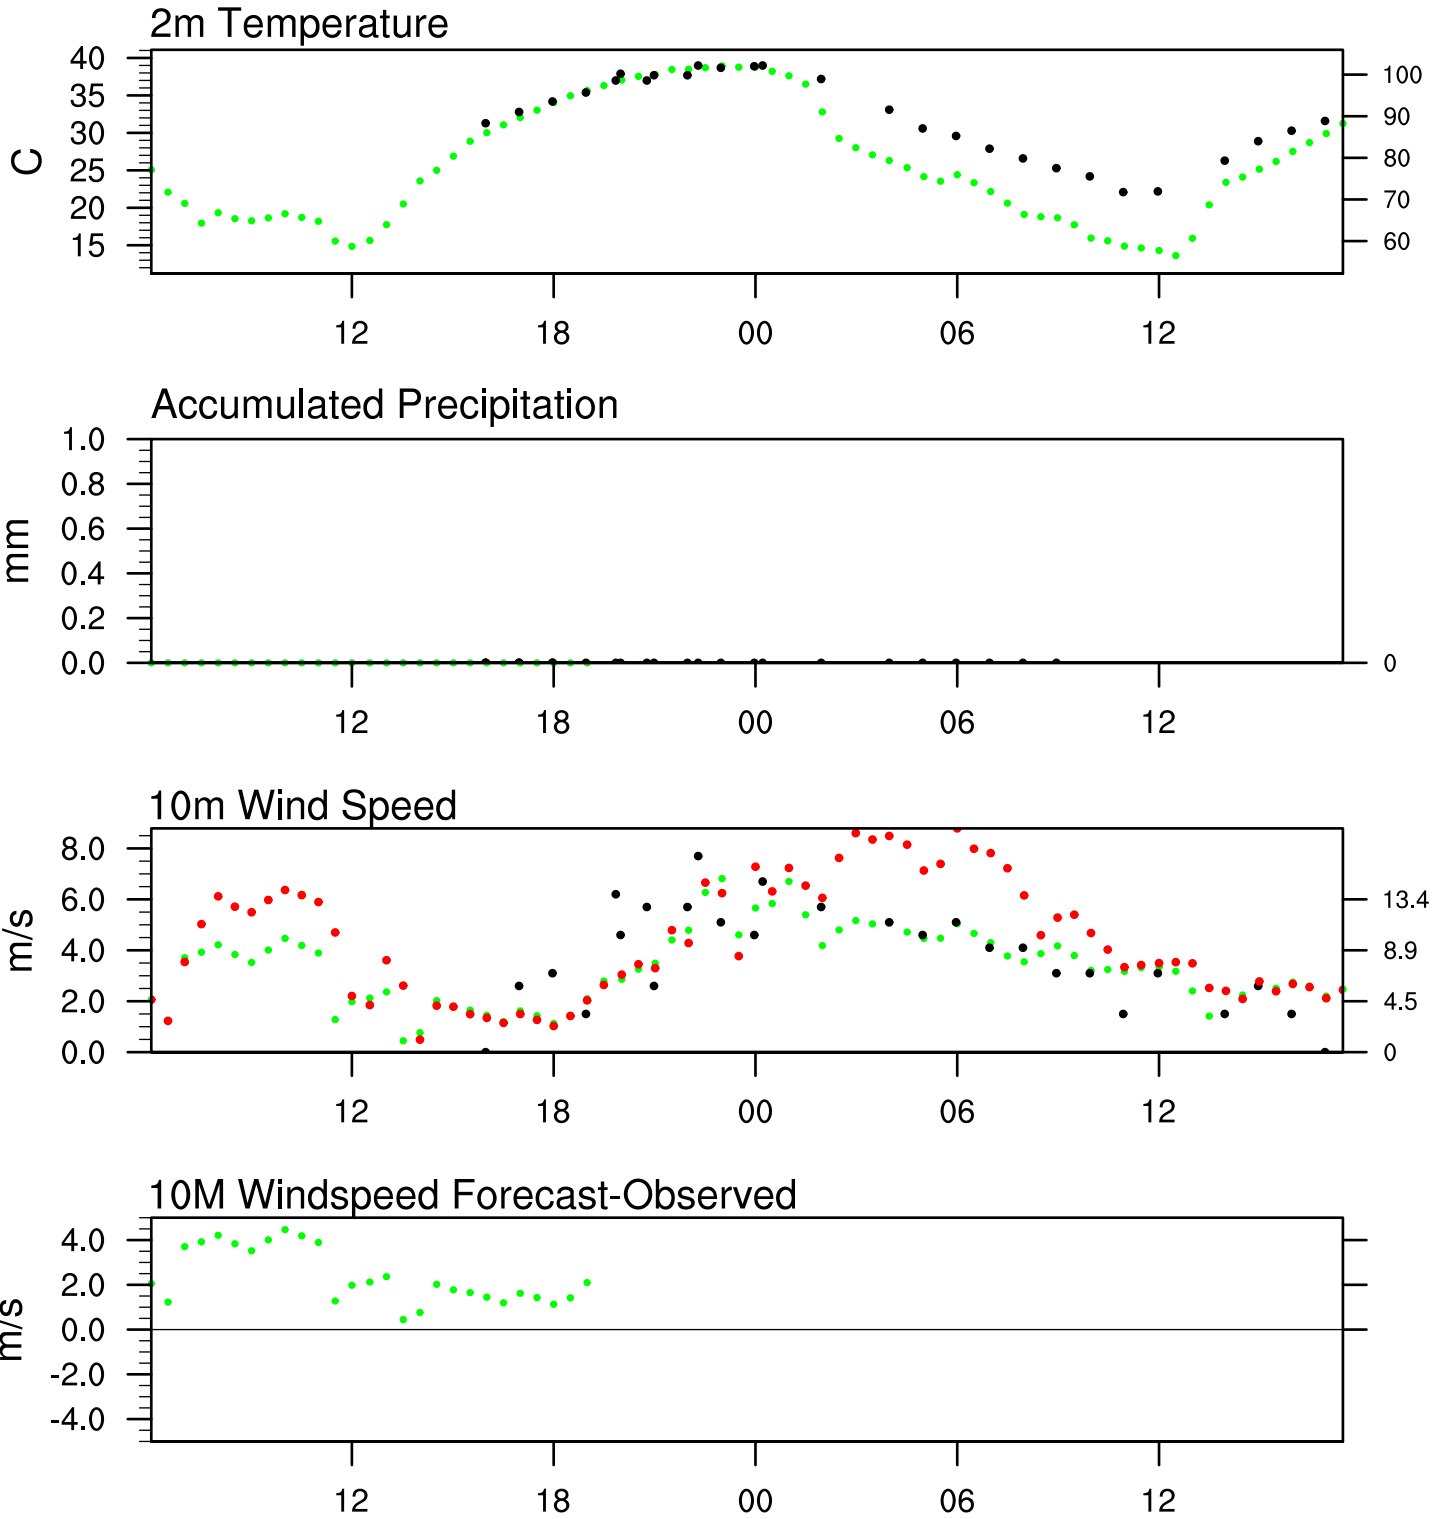 2m Temperature
40
35
30
25
20
15
C
100
90
80
70
60
12 18 00 06 12
Accumulated Precipitation
1.0
0.8
0.6
0.4
0.2
0.0
mm
0
12 18 00 06 12
10m Wind Speed
8.0
6.0
4.0
2.0
0.0
m/s
13.4
8.9
4.5
0
12 18 00 06 12
10M Windspeed Forecast-Observed
4.0
2.0
0.0
-2.0
-4.0
m/s
12 18 00 06 12